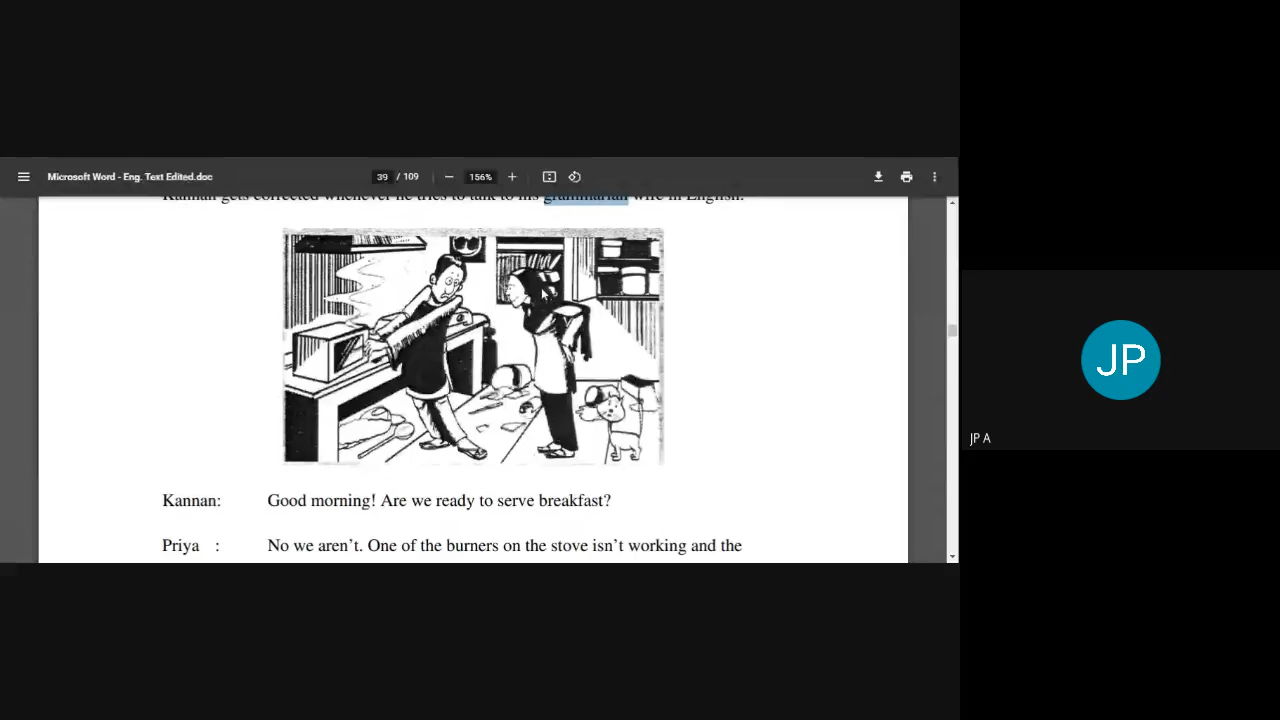 Microsoft Word - Eng. Text Edited.doc
39 / 109
156%
Kannan gets corrected whenever he tries to talk to his grammarian wife in English.
JP
JP A
Kannan: Good morning! Are we ready to serve breakfast?
Priya : No we aren't. One of the burners on the stove isn't working and the